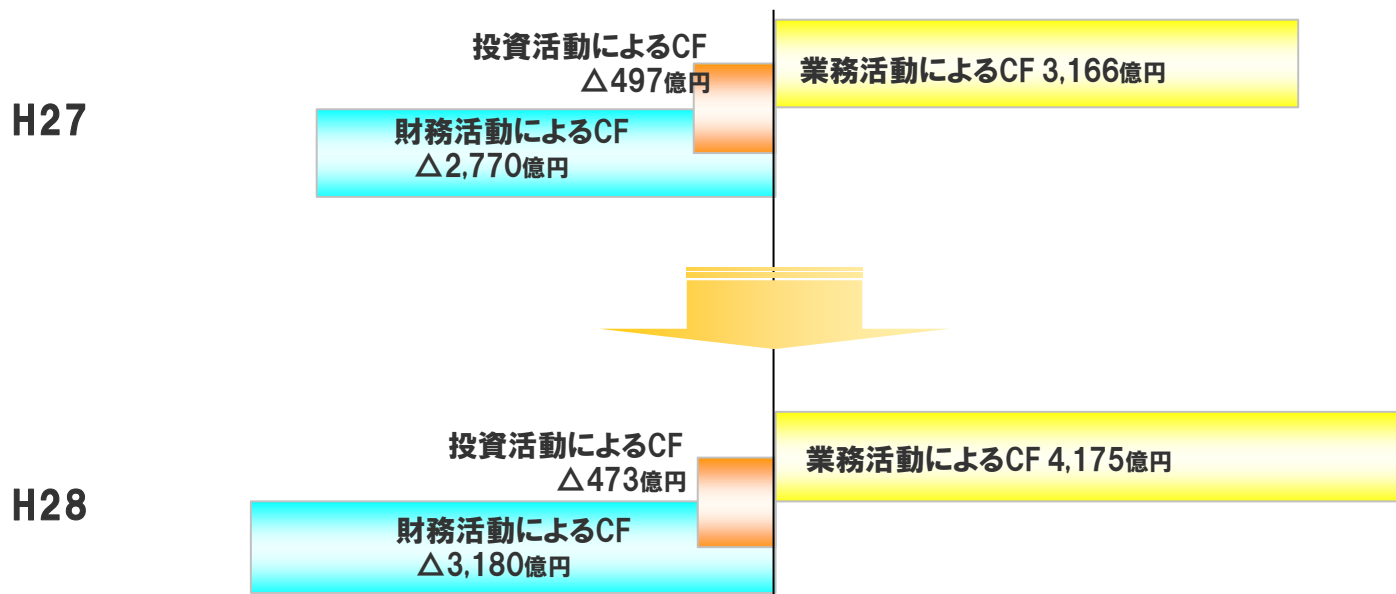 H27
投資活動によるCF
△497億円
業務活動によるCF 3,166億円
財務活動によるCF
△2,770億円
H28
投資活動によるCF
△473億円
業務活動によるCF 4,175億円
財務活動によるCF
△3,180億円